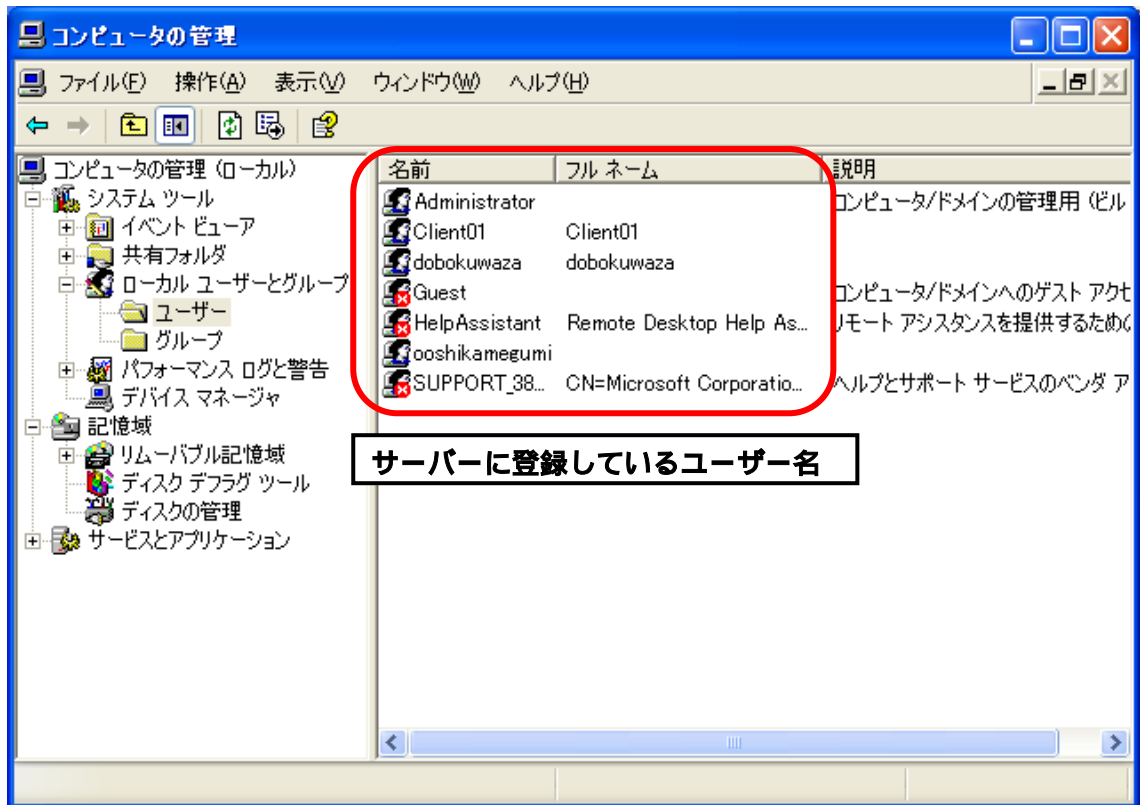 コンピュータの管理
ファイル(F) 操作(A) 表示(V) ウィンドウ(W) ヘルプ(H)
コンピュータの管理 (ローカル)
システム ツール
イベント ビューア
共有フォルダ
ローカル ユーザーとグループ
ユーザー
グループ
パフォーマンス ログと警告
デバイス マネージャ
記憶域
リムーバブル記憶域
ディスク デフラグ ツール
ディスクの管理
サービスとアプリケーション
名前 フル ネーム 説明
Administrator コンピュータ/ドメインの管理用 (ビル
Client01 Client01
dobokuwaza dobokuwaza
Guest コンピュータ/ドメインへのゲスト アクセ
HelpAssistant Remote Desktop Help As... リモート アシスタンスを提供するための
ooshikamegumi
SUPPORT_38... CN=Microsoft Corporatio... ヘルプとサポート サービスのベンダ ア
サーバーに登録しているユーザー名